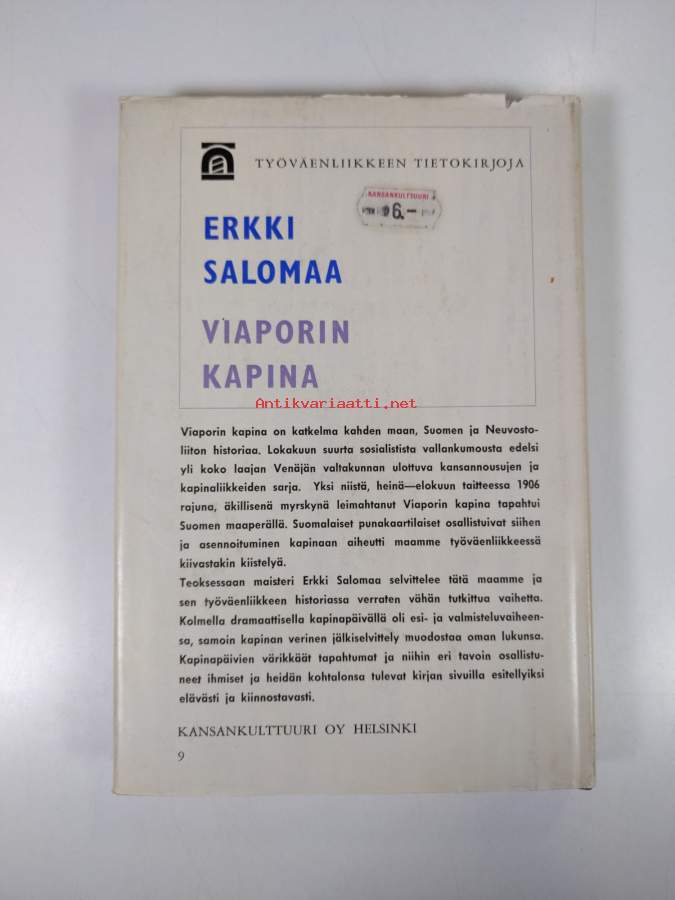 TYÖVÄENLIIKKEEN TIETOKIRJOJA
KANSANKULTTUURI
6.–
ERKKI
SALOMAA
VIAPORIN
KAPINA
Antikvariaatti.net
Viaporin kapina on katkelma kahden maan, Suomen ja Neuvosto-
liiton historiaa. Lokakuun suurta sosialistista vallankumousta edelsi
yli koko laajan Venäjän valtakunnan ulottuva kansannousujen ja
kapinaliikkeiden sarja. Yksi niistä, heinä—elokuun taitteessa 1906
rajuna, äkillisenä myrskynä leimahtanut Viaporin kapina tapahtui
Suomen maaperällä. Suomalaiset punakaartilaiset osallistuivat siihen
ja asennoituminen kapinaan aiheutti maamme työväenliikkeessä
kiivastakin kiistelyä.
Teoksessaan maisteri Erkki Salomaa selvittelee tätä maamme ja
sen työväenliikkeen historiassa verraten vähän tutkittua vaihetta.
Kolmella dramaattisella kapinapäivällä oli esi- ja valmisteluvaiheen-
sa, samoin kapinan verinen jälkiselvittely muodostaa oman lukunsa.
Kapinapäivien värikkäät tapahtumat ja niihin eri tavoin osallistu-
neet ihmiset ja heidän kohtalonsa tulevat kirjan sivuilla esitellyiksi
elävästi ja kiinnostavasti.
KANSANKULTTUURI OY HELSINKI
9